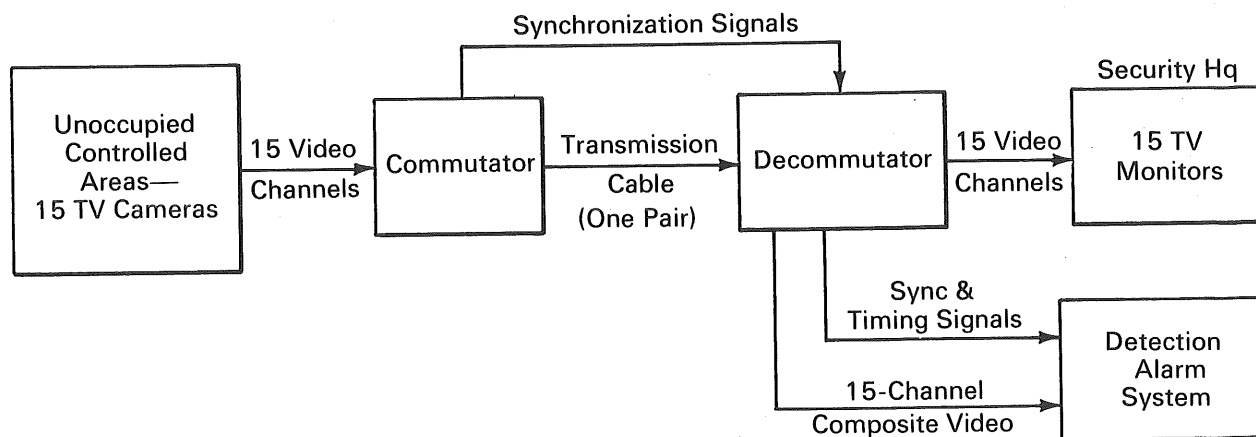 Synchronization Signals
Security Hq
Unoccupied
Controlled
Areas—
15 TV Cameras
15 Video
Channels
Commutator
Transmission
Cable
(One Pair)
Decommutator
15 Video
Channels
15 TV
Monitors
Sync &
Timing Signals
15-Channel
Composite Video
Detection
Alarm
System